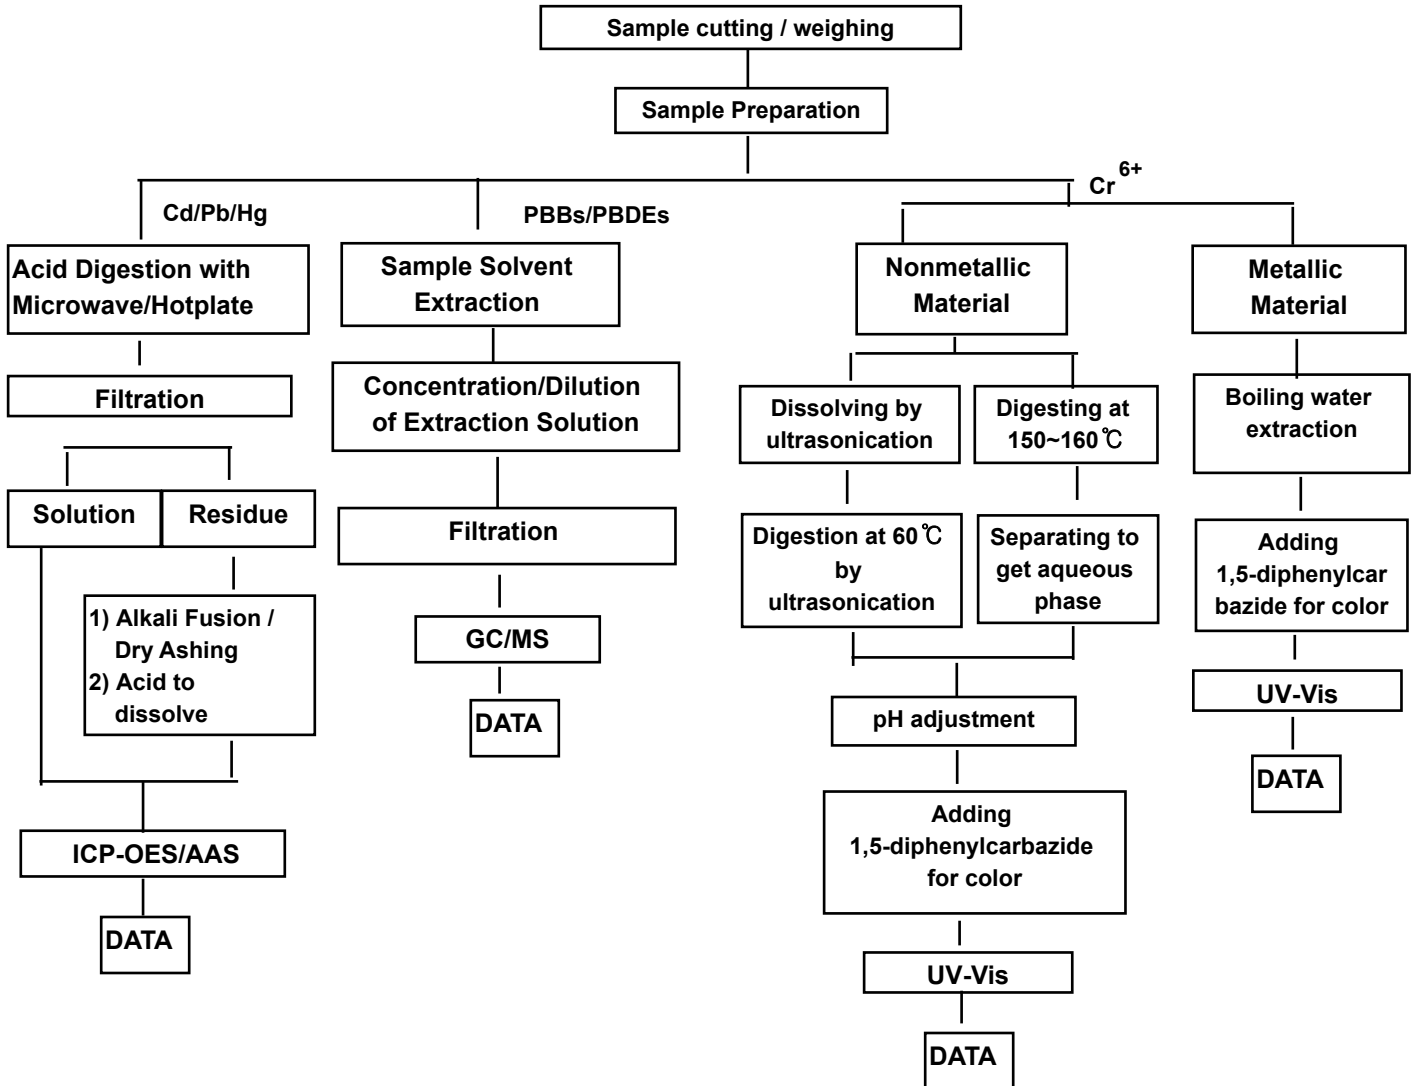 Sample cutting / weighing
Sample Preparation
Cr 6+
Cd/Pb/Hg
PBBs/PBDEs
Acid Digestion with
Microwave/Hotplate
Filtration
Solution
Residue
1) Alkali Fusion /
Dry Ashing
2) Acid to
dissolve
ICP-OES/AAS
DATA
Sample Solvent
Extraction
Concentration/Dilution
of Extraction Solution
Filtration
GC/MS
DATA
Nonmetallic
Material
Dissolving by
ultrasonication
Digestion at 60℃
by
ultrasonication
Digesting at
150~160℃
Separating to
get aqueous
phase
pH adjustment
Adding
1,5-diphenylcarbazide
for color
UV-Vis
DATA
Metallic
Material
Boiling water
extraction
Adding
1,5-diphenylcar
bazide for color
UV-Vis
DATA